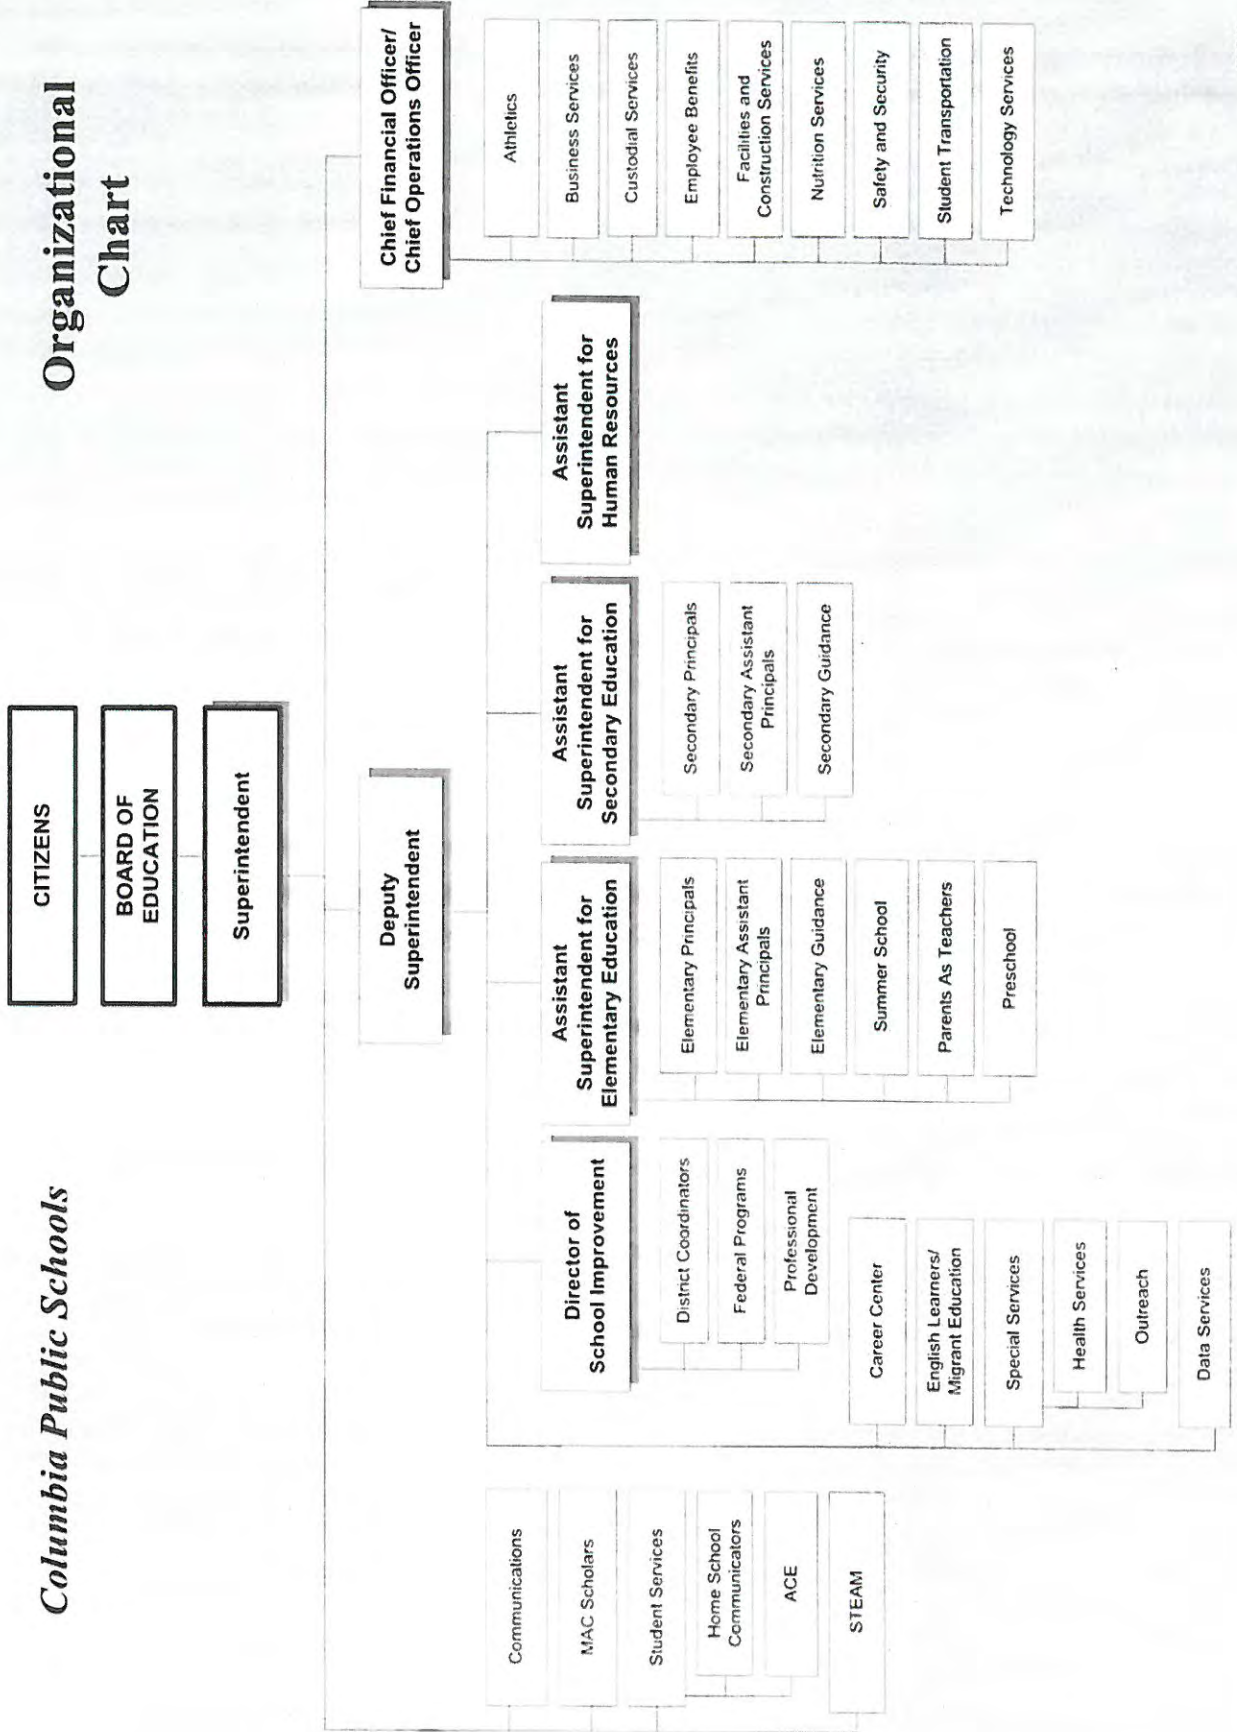 Columbia Public Schools
Organizational
Chart
CITIZENS
BOARD OF
EDUCATION
Superintendent
Deputy
Superintendent
Chief Financial Officer/
Chief Operations Officer
Communications
MAC Scholars
Student Services
Home School
Communicators
ACE
STEAM
Director of
School Improvement
District Coordinators
Federal Programs
Professional
Development
Career Center
English Learners/
Migrant Education
Special Services
Health Services
Outreach
Data Services
Assistant
Superintendent for
Elementary Education
Elementary Principals
Elementary Assistant
Principals
Elementary Guidance
Summer School
Parents As Teachers
Preschool
Assistant
Superintendent for
Secondary Education
Secondary Principals
Secondary Assistant
Principals
Secondary Guidance
Assistant
Superintendent for
Human Resources
Athletics
Business Services
Custodial Services
Employee Benefits
Facilities and
Construction Services
Nutrition Services
Safety and Security
Student Transportation
Technology Services